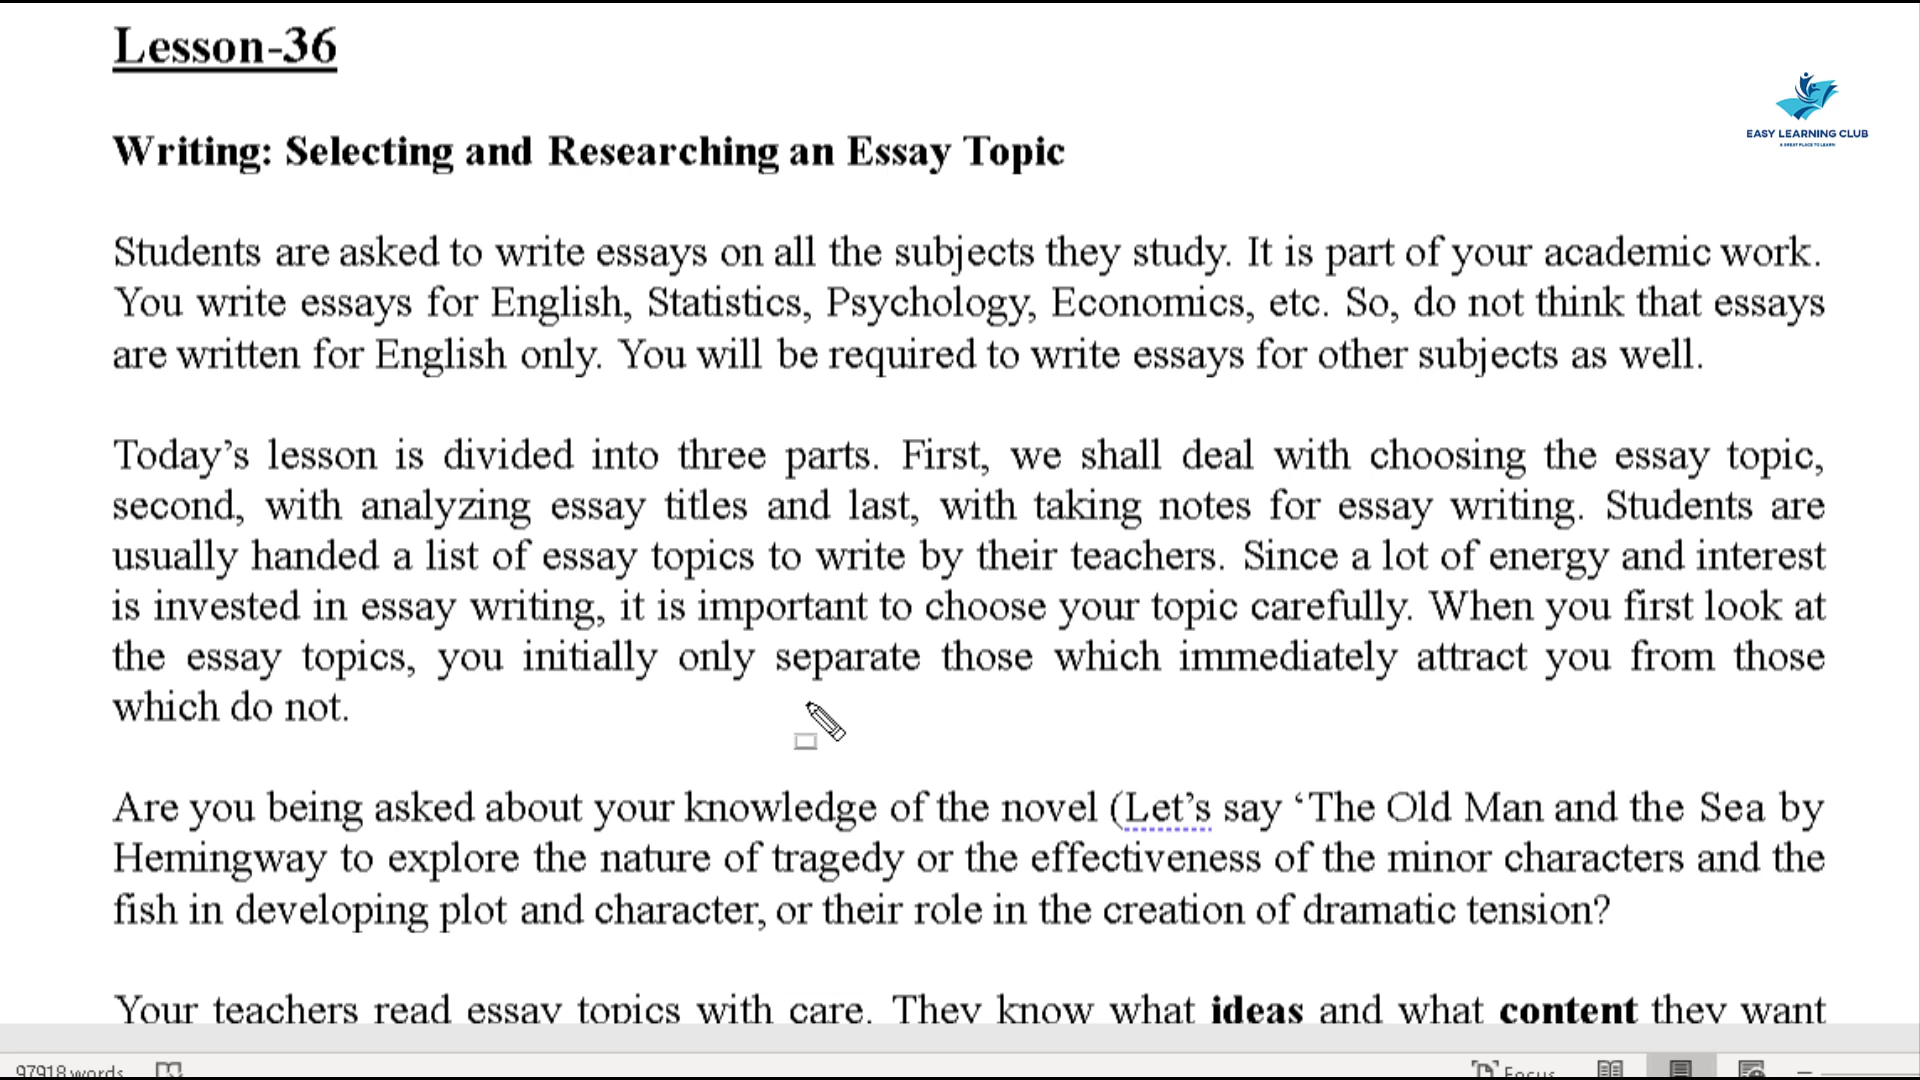 Lesson-36
EASY LEARNING CLUB
A GREAT PLACE TO LEARN
Writing: Selecting and Researching an Essay Topic
Students are asked to write essays on all the subjects they study. It is part of your academic work.
You write essays for English, Statistics, Psychology, Economics, etc. So, do not think that essays
are written for English only. You will be required to write essays for other subjects as well.
Today’s lesson is divided into three parts. First, we shall deal with choosing the essay topic,
second, with analyzing essay titles and last, with taking notes for essay writing. Students are
usually handed a list of essay topics to write by their teachers. Since a lot of energy and interest
is invested in essay writing, it is important to choose your topic carefully. When you first look at
the essay topics, you initially only separate those which immediately attract you from those
which do not.
Are you being asked about your knowledge of the novel (Let’s say ‘The Old Man and the Sea by
Hemingway to explore the nature of tragedy or the effectiveness of the minor characters and the
fish in developing plot and character, or their role in the creation of dramatic tension?
Your teachers read essay topics with care. They know what ideas and what content they want
97918 words
Focus